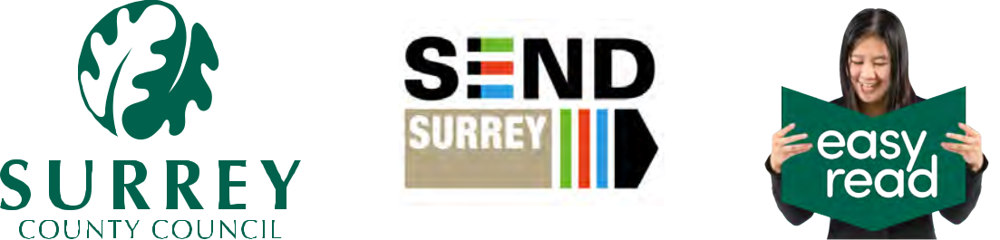 SURREY
COUNTY COUNCIL
SEND
SURREY
easy
read